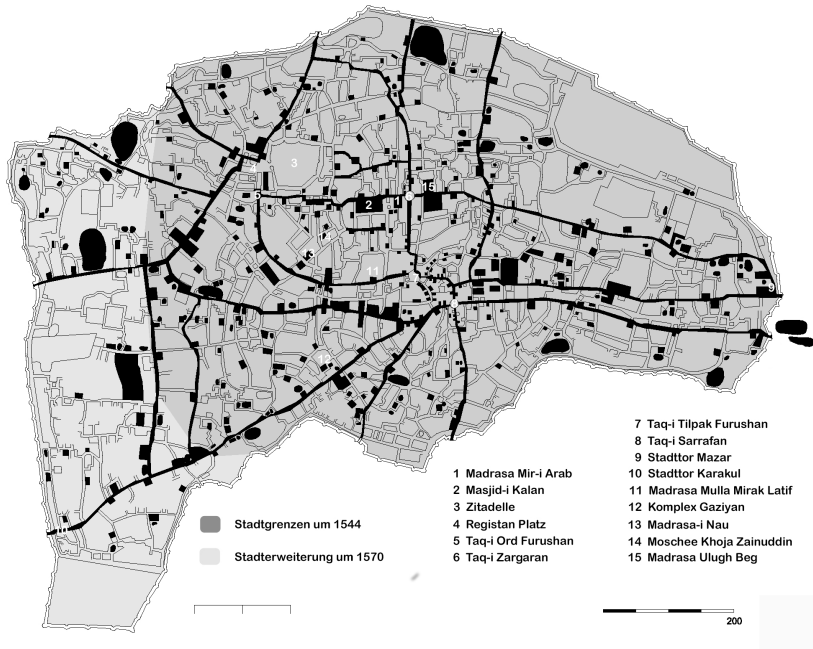 3
15
2
1
5
14
13
11
9
12
1 Madrasa Mir-i Arab
2 Masjid-i Kalan
3 Zitadelle
4 Registan Platz
5 Taq-i Ord Furushan
6 Taq-i Zargaran
7 Taq-i Tilpak Furushan
8 Taq-i Sarrafan
9 Stadttor Mazar
10 Stadttor Karakul
11 Madrasa Mulla Mirak Latif
12 Komplex Gaziyan
13 Madrasa-i Nau
14 Moschee Khoja Zainuddin
15 Madrasa Ulugh Beg
Stadtgrenzen um 1544
Stadterweiterung um 1570
200